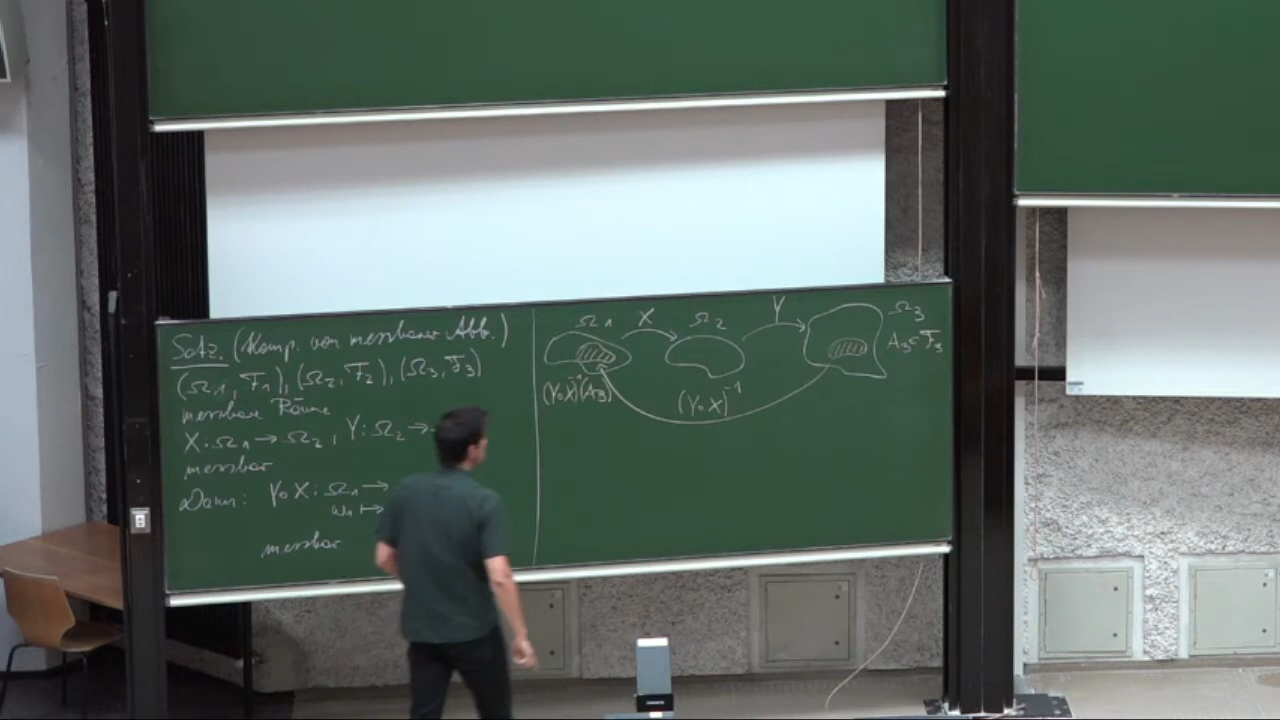 Satz. (Komp. von messbarer Abb.)
(Ω₁, F₁), (Ω₂, F₂), (Ω₃, F₃)
messbare Räume
X: Ω₁ → Ω₂, Y: Ω₂ →
messbar
Dann: Y∘X: Ω₁ →
ω₁ ↦
messbar
Ω₁ X Ω₂ Y Ω₃
A₃ ∈ F₃
(Y∘X)⁻¹(A₃) (Y∘X)⁻¹